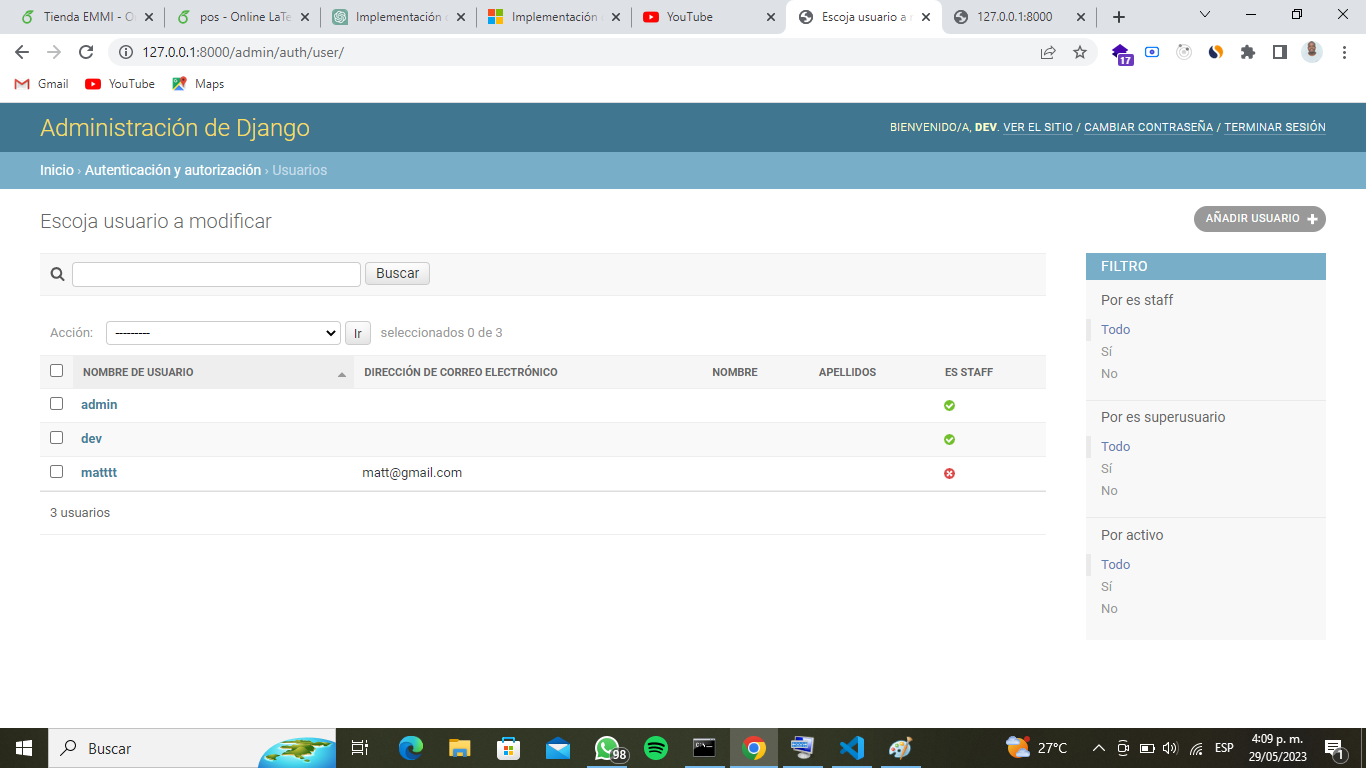 Tienda EMMI - O
pos - Online LaTe
Implementación
Implementación
YouTube
Escoja usuario a
127.0.0.1:8000
127.0.0.1:8000/admin/auth/user/
17
Gmail
YouTube
Maps
Administración de Django
BIENVENIDO/A, DEV. VER EL SITIO / CAMBIAR CONTRASEÑA / TERMINAR SESIÓN
Inicio › Autenticación y autorización › Usuarios
Escoja usuario a modificar
AÑADIR USUARIO +
Buscar
Acción: --------- Ir seleccionados 0 de 3
NOMBRE DE USUARIO DIRECCIÓN DE CORREO ELECTRÓNICO NOMBRE APELLIDOS ES STAFF
admin
dev
matttt matt@gmail.com
3 usuarios
FILTRO
Por es staff
Todo
Sí
No
Por es superusuario
Todo
Sí
No
Por activo
Todo
Sí
No
Buscar
98
27°C
ESP
4:09 p. m.
29/05/2023
1